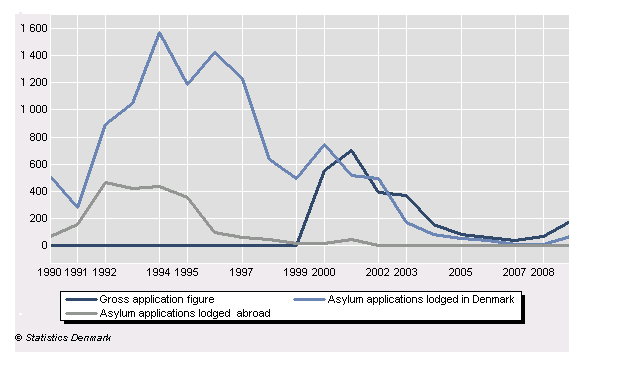 1 600
1 400
1 200
1 000
800
600
400
200
0
1990 1991 1992 1994 1995 1997 1999 2000 2002 2003 2005 2007 2008
Gross application figure Asylum applications lodged in Denmark
Asylum applications lodged abroad
© Statistics Denmark